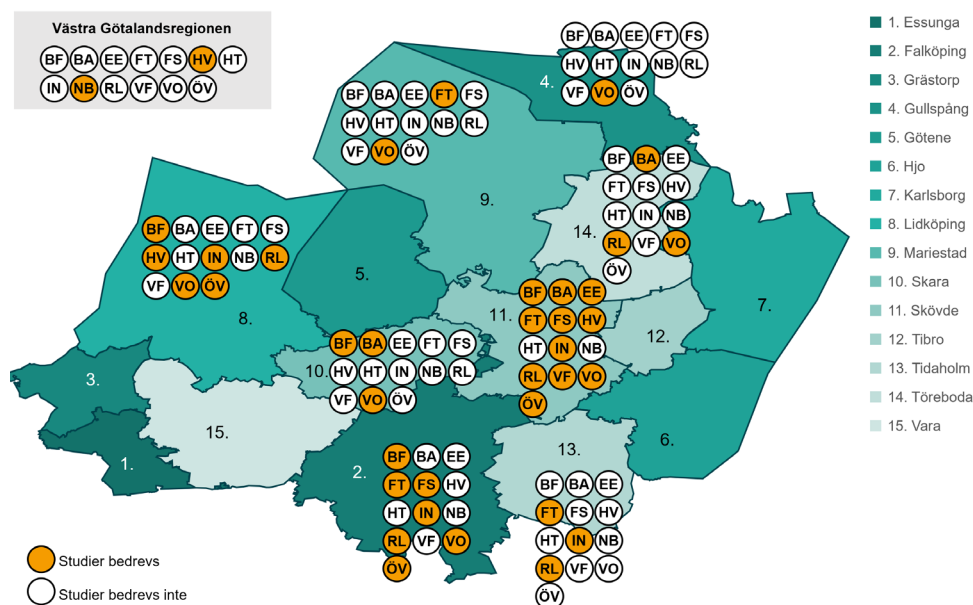 Västra Götalandsregionen
BF BA EE FT FS HV HT
IN NB RL VF VO ÖV
BF BA EE FT FS
HV HT IN NB RL
VF VO ÖV
4.
BF BA EE FT FS
HV HT IN NB RL
VF VO ÖV
9.
BF BA EE
FT FS HV
HT IN NB
RL VF VO
ÖV
14.
BF BA EE FT FS
HV HT IN NB RL
VF VO ÖV
8.
5.
7.
BF BA EE
FT FS HV
HT IN NB
RL VF VO
ÖV
11.
12.
BF BA EE FT FS
HV HT IN NB RL
VF VO ÖV
10.
3.
15.
1.
6.
2.
BF BA EE
FT FS HV
HT IN NB
RL VF VO
ÖV
13.
BF BA EE
FT FS HV
HT IN NB
RL VF VO
ÖV
Studier bedrevs
Studier bedrevs inte
1. Essunga
2. Falköping
3. Grästorp
4. Gullspång
5. Götene
6. Hjo
7. Karlsborg
8. Lidköping
9. Mariestad
10. Skara
11. Skövde
12. Tibro
13. Tidaholm
14. Töreboda
15. Vara